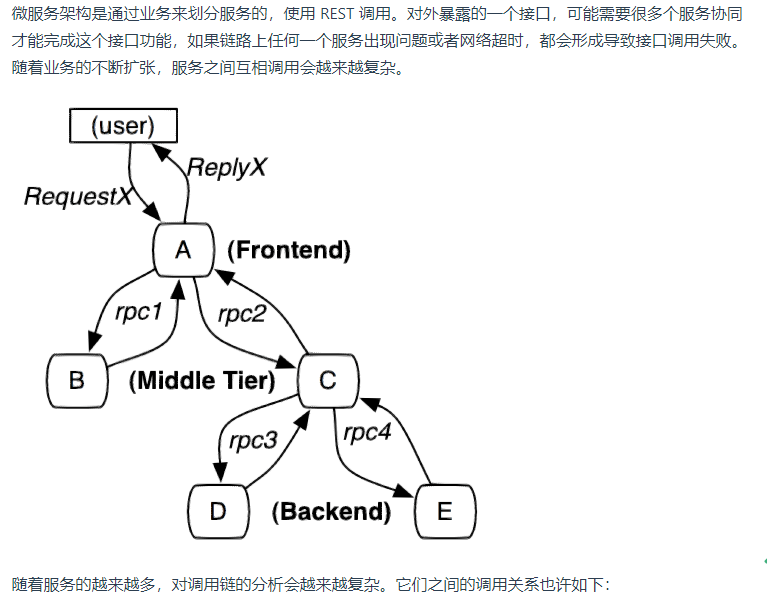 微服务架构是通过业务来划分服务的，使用 REST 调用。对外暴露的一个接口，可能需要很多个服务协同
才能完成这个接口功能，如果链路上任何一个服务出现问题或者网络超时，都会形成导致接口调用失败。
随着业务的不断扩张，服务之间互相调用会越来越复杂。
(user)
ReplyX
RequestX
A (Frontend)
rpc1 rpc2
B (Middle Tier) C
rpc3 rpc4
D (Backend) E
随着服务的越来越多，对调用链的分析会越来越复杂。它们之间的调用关系也许如下：